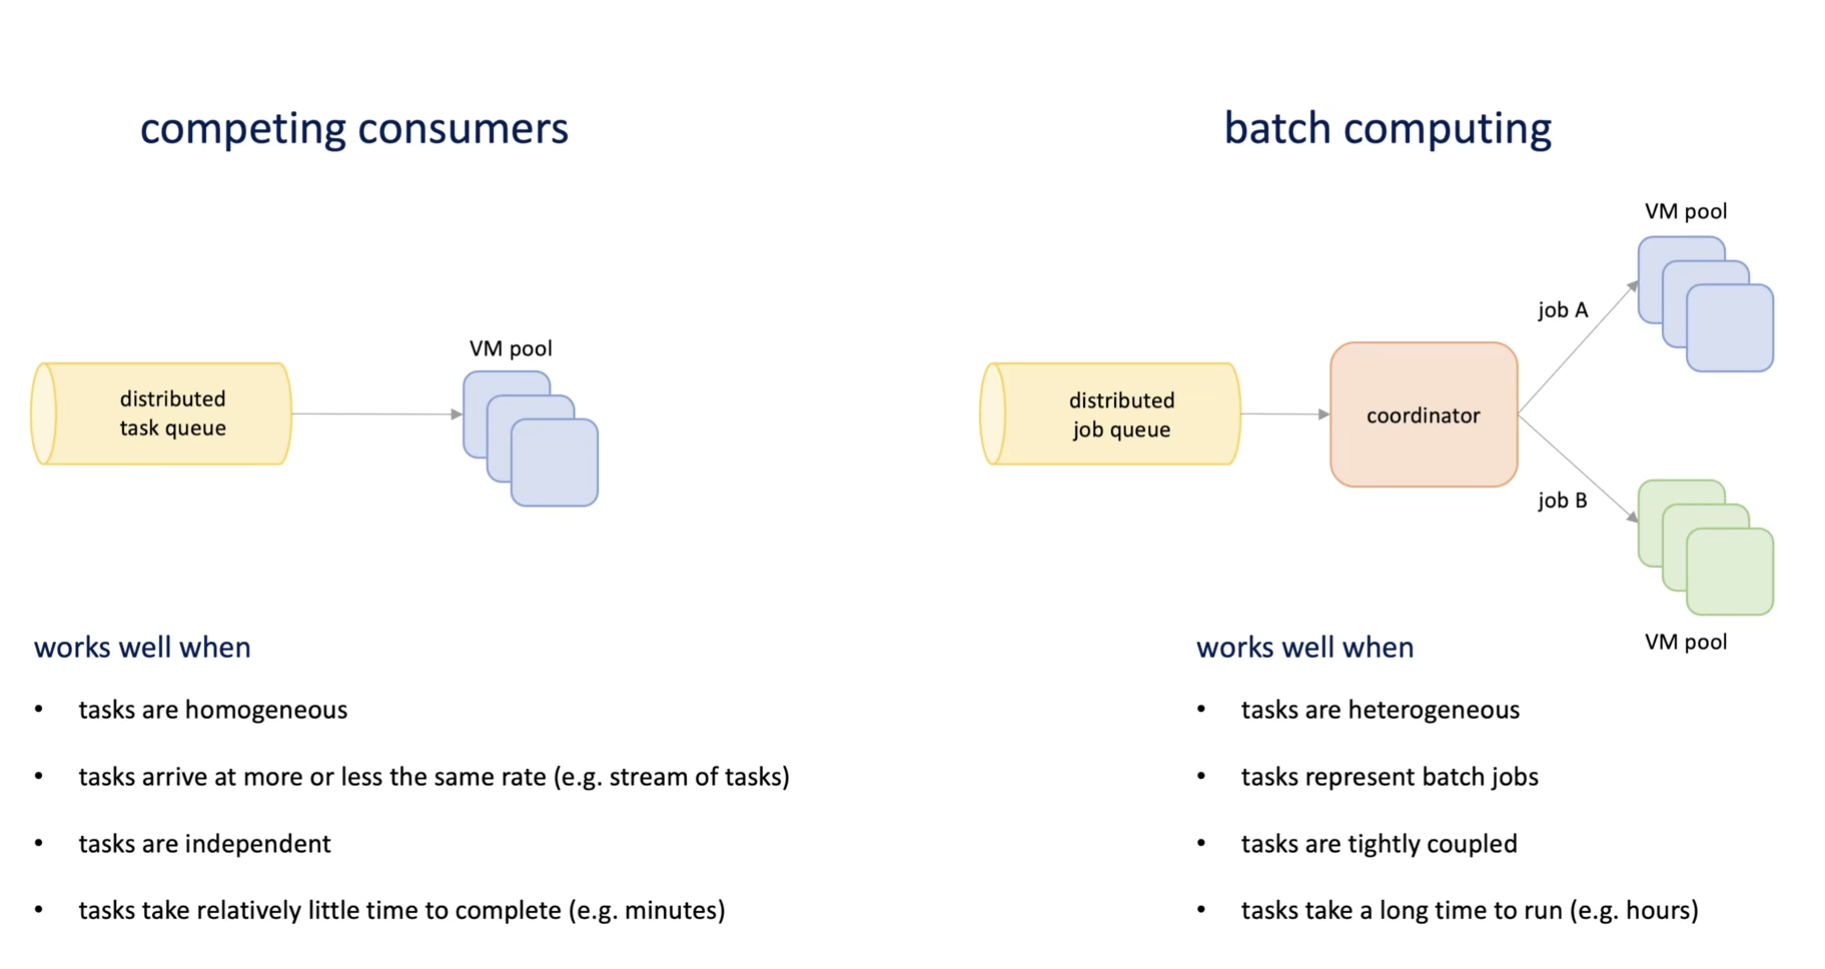 competing consumers
VM pool
distributed
task queue
works well when
• tasks are homogeneous
• tasks arrive at more or less the same rate (e.g. stream of tasks)
• tasks are independent
• tasks take relatively little time to complete (e.g. minutes)
batch computing
VM pool
job A
distributed
job queue
coordinator
job B
VM pool
works well when
• tasks are heterogeneous
• tasks represent batch jobs
• tasks are tightly coupled
• tasks take a long time to run (e.g. hours)